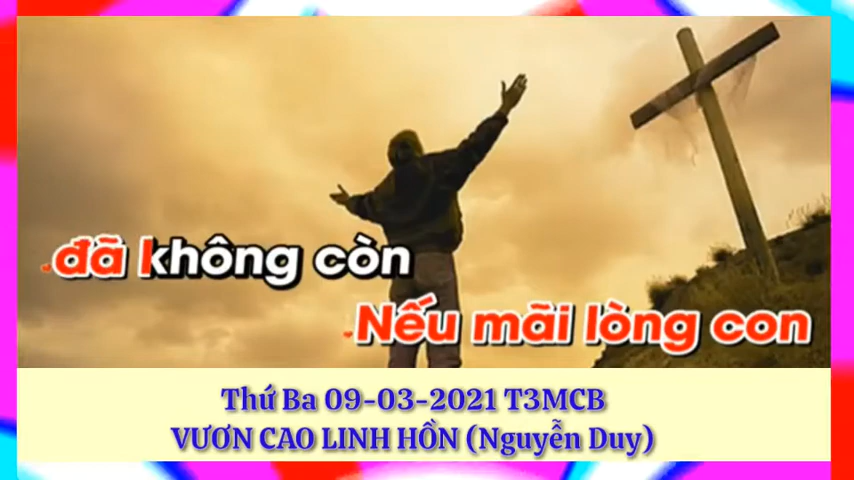 đã không còn
Nếu mãi lòng con
Thứ Ba 09-03-2021 T3MCB
VƯƠN CAO LINH HỒN (Nguyễn Duy)